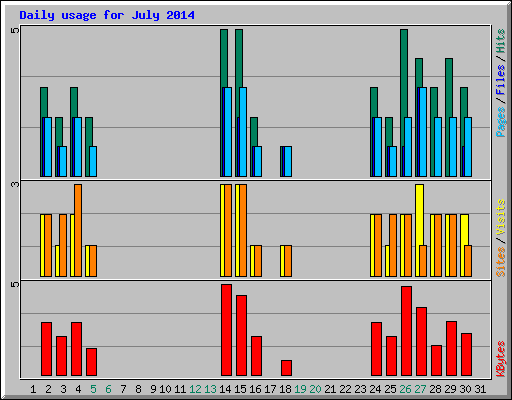 Daily usage for July 2014
5
Pages / Files / Hits
3
Sites / Visits
5
KBytes
1 2 3 4 5 6 7 8 9 10 11 12 13 14 15 16 17 18 19 20 21 22 23 24 25 26 27 28 29 30 31